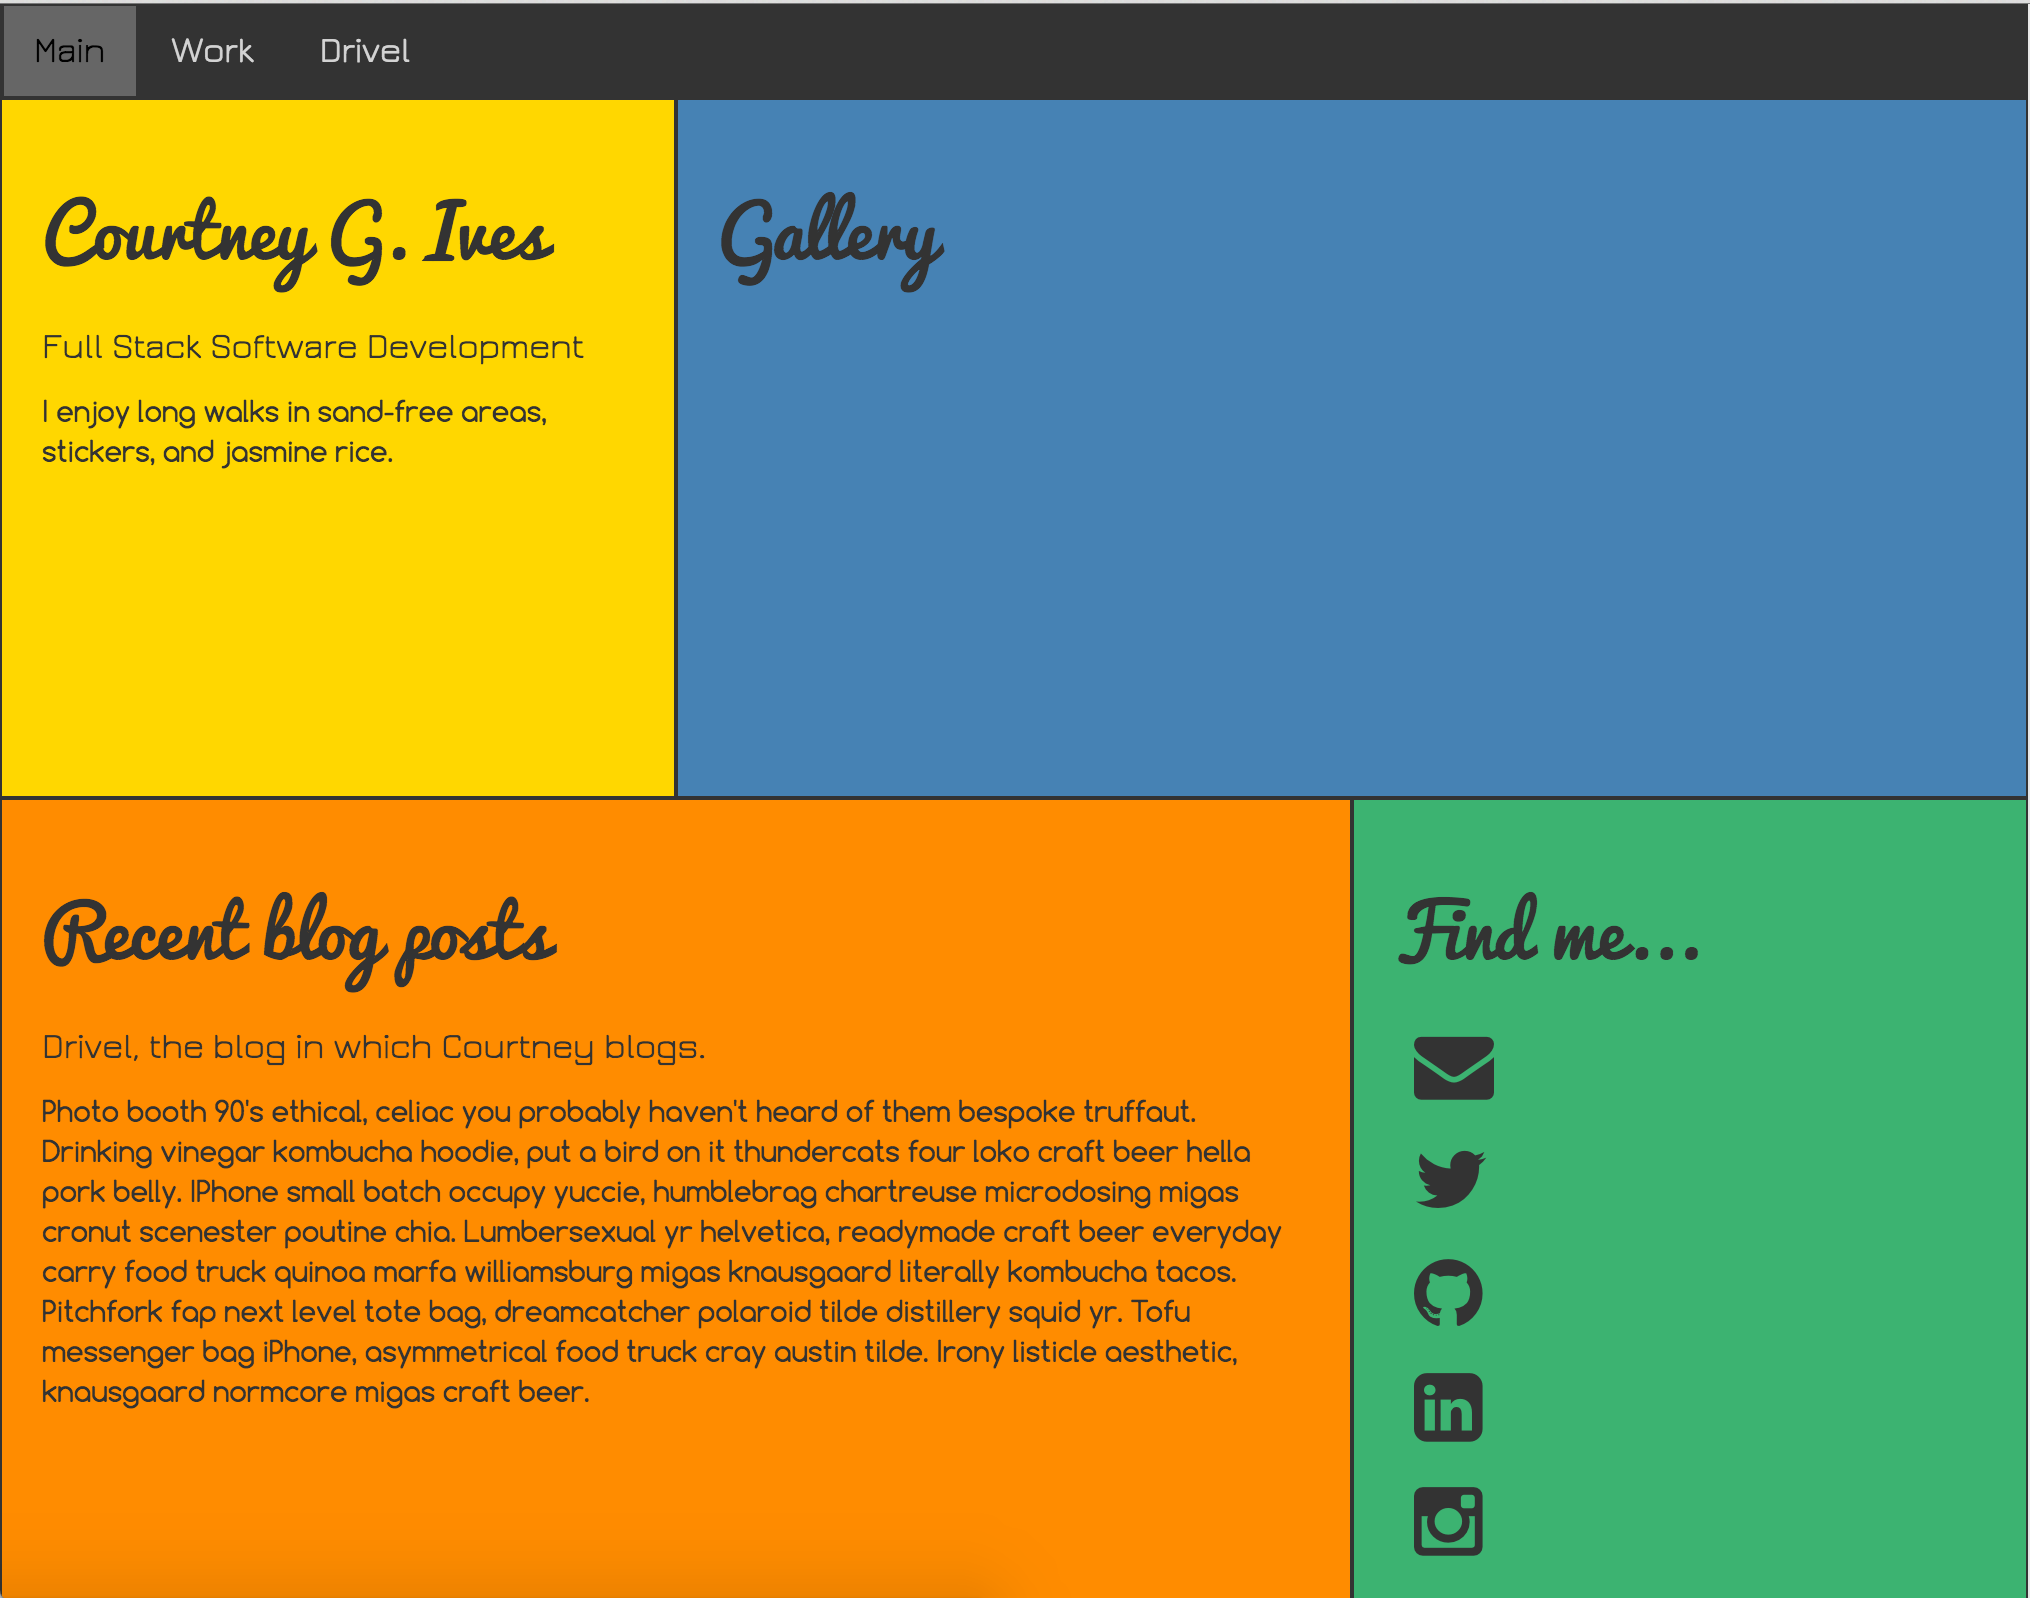 Main
Work
Drivel
Courtney G. Ives
Full Stack Software Development
I enjoy long walks in sand-free areas,
stickers, and jasmine rice.
Gallery
Recent blog posts
Drivel, the blog in which Courtney blogs.
Photo booth 90's ethical, celiac you probably haven't heard of them bespoke truffaut.
Drinking vinegar kombucha hoodie, put a bird on it thundercats four loko craft beer hella
pork belly. IPhone small batch occupy yuccie, humblebrag chartreuse microdosing migas
cronut scenester poutine chia. Lumbersexual yr helvetica, readymade craft beer everyday
carry food truck quinoa marfa williamsburg migas knausgaard literally kombucha tacos.
Pitchfork fap next level tote bag, dreamcatcher polaroid tilde distillery squid yr. Tofu
messenger bag iPhone, asymmetrical food truck cray austin tilde. Irony listicle aesthetic,
knausgaard normcore migas craft beer.
Find me...
in